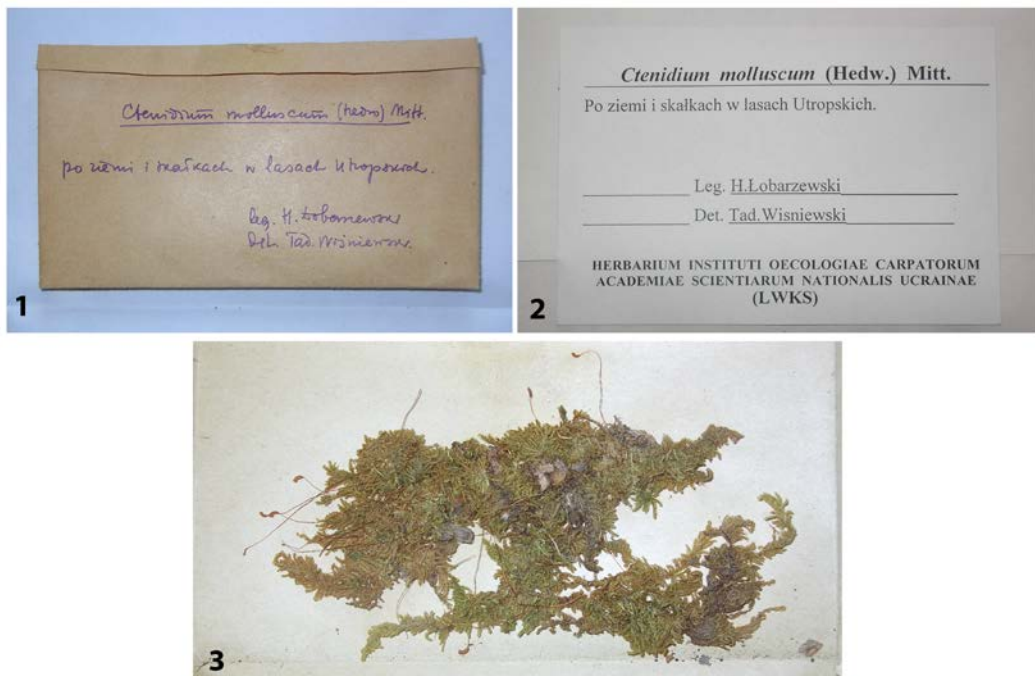 1
Ctenidium molluscum (Hedw) Mitt.
po ziemi i skałkach w lasach Utropskich.
Leg. H. Łobarzewski
Det. Tad. Wiśniewski.
2
Ctenidium molluscum (Hedw.) Mitt.
Po ziemi i skałkach w lasach Utropskich.
Leg. H.Łobarzewski
Det. Tad.Wisniewski
HERBARIUM INSTITUTI OECOLOGIAE CARPATORUM
ACADEMIAE SCIENTIARUM NATIONALIS UCRAINAE
(LWKS)
3